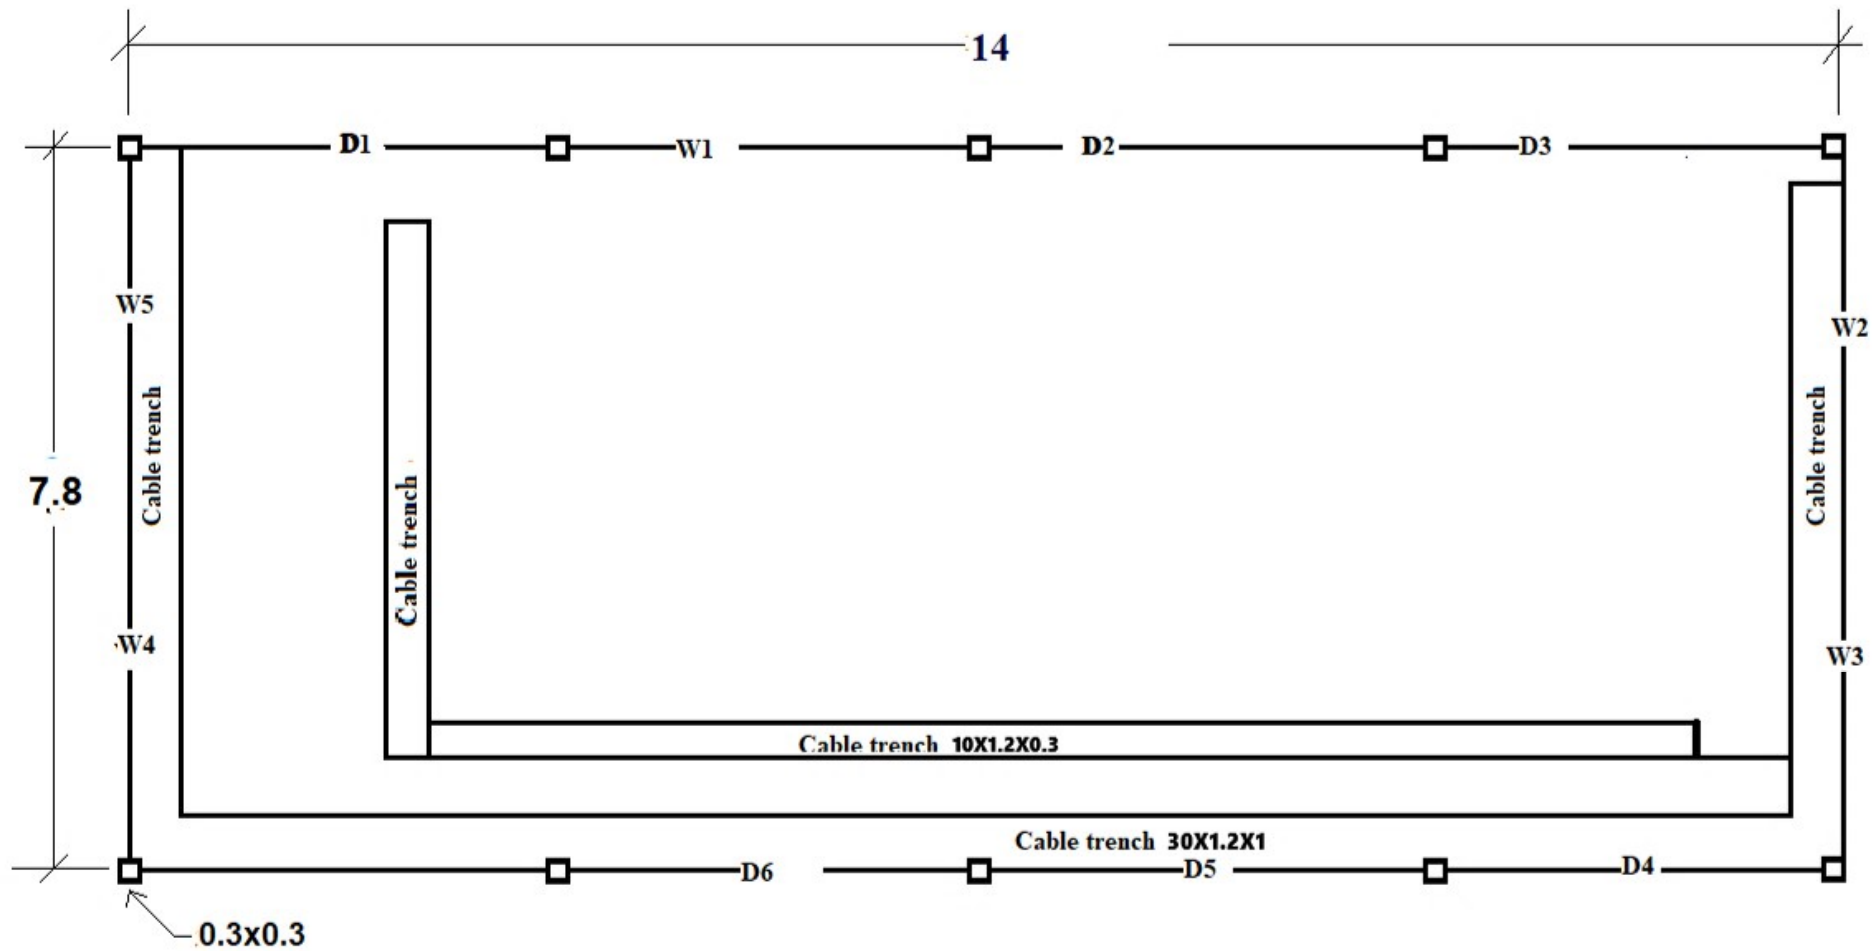 14
D1
W1
D2
D3
W5
W2
Cable trench
Cable trench
Cable trench
7.8
W4
W3
Cable trench 10X1.2X0.3
Cable trench 30X1.2X1
D6
D5
D4
0.3x0.3